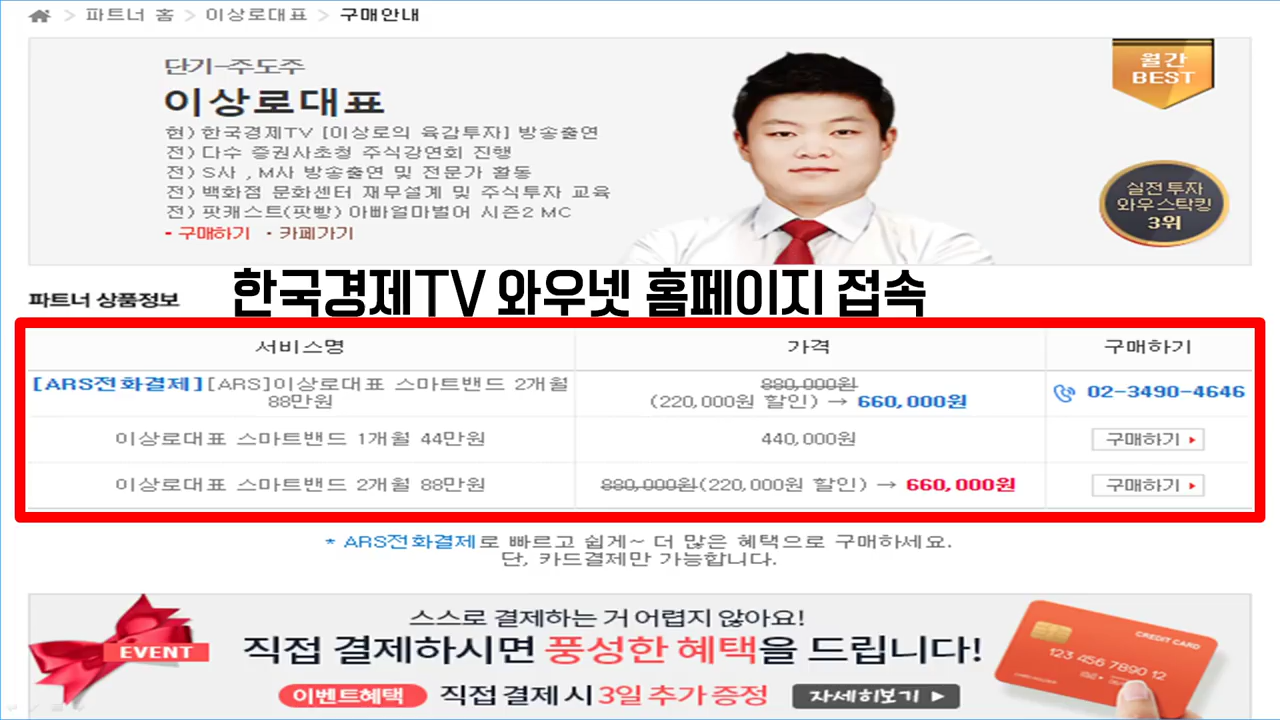 파트너 홈 > 이상로대표 > 구매안내
단기-주도주
이상로대표
현) 한국경제TV [이상로의 육감투자] 방송출연
전) 다수 증권사초청 주식강연회 진행
전) S사 , M사 방송출연 및 전문가 활동
전) 백화점 문화센터 재무설계 및 주식투자 교육
전) 팟캐스트(팟빵) 아빠얼마벌어 시즌2 MC
- 구매하기 · 카페가기
월간
BEST
실전 투자
와우 스탁킹
3위
파트너 상품정보
한국경제TV 와우넷 홈페이지 접속
서비스명 가격 구매하기
[ARS전화결제][ARS]이상로대표 스마트밴드 2개월
88만원
880,000원
(220,000원 할인) → 660,000원
02-3490-4646
이상로대표 스마트밴드 1개월 44만원 440,000원 구매하기
이상로대표 스마트밴드 2개월 88만원 880,000원(220,000원 할인) → 660,000원 구매하기
* ARS전화결제로 빠르고 쉽게~ 더 많은 혜택으로 구매하세요.
단, 카드결제만 가능합니다.
EVENT
스스로 결제하는 거 어렵지 않아요!
직접 결제하시면 풍성한 혜택을 드립니다!
이벤트혜택 직접 결제 시 3일 추가 증정 자세히보기 ▶
CREDIT CARD
123 456 7890 12